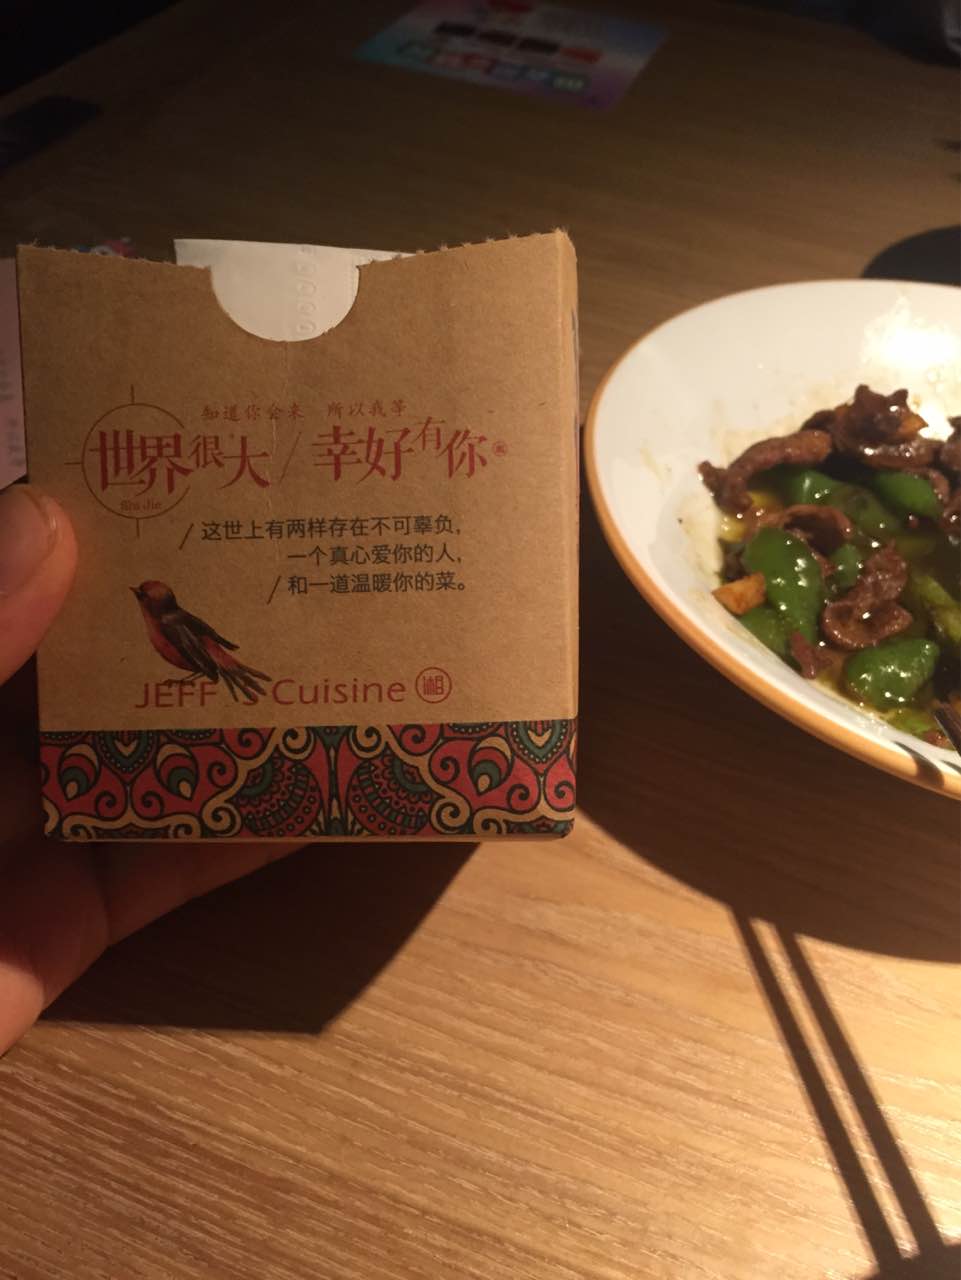 知道你会来 所以我等
世界很大/幸好有你
Shi Jie
这世上有两样存在不可辜负,
一个真心爱你的人,
和一道温暖你的菜。
JEFF'S Cuisine 湘